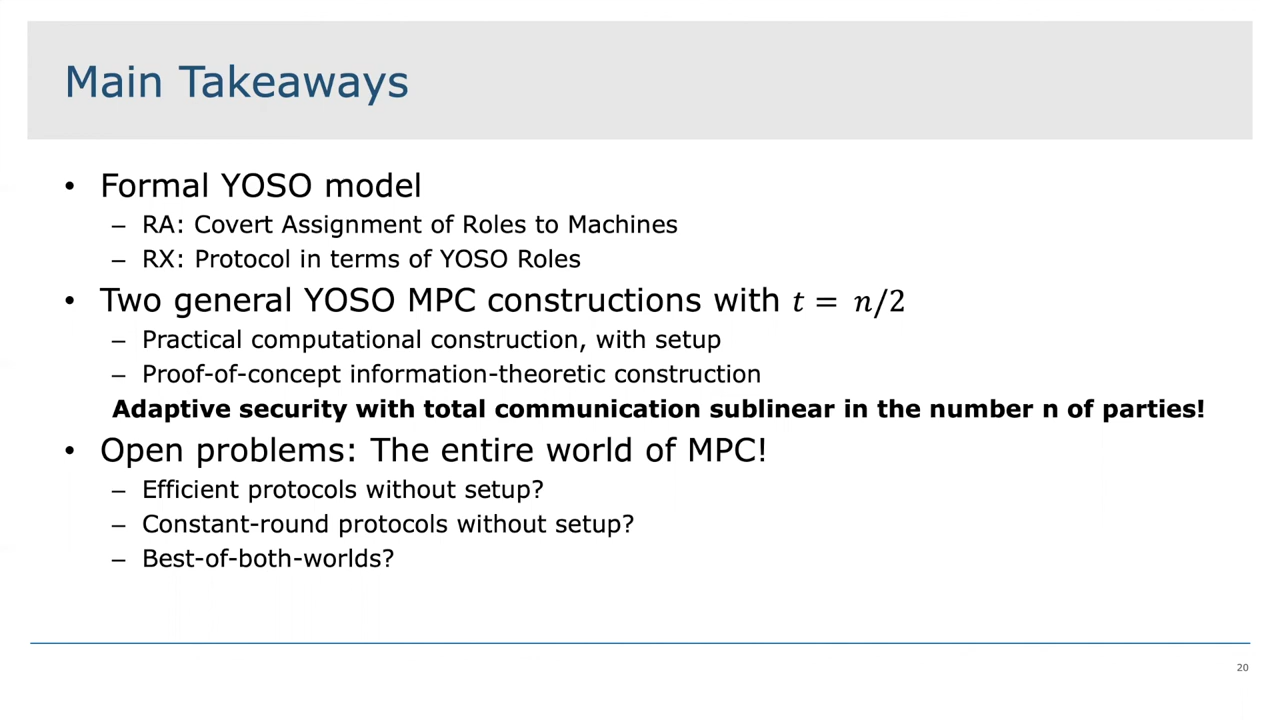 Main Takeaways
• Formal YOSO model
– RA: Covert Assignment of Roles to Machines
– RX: Protocol in terms of YOSO Roles
• Two general YOSO MPC constructions with t = n/2
– Practical computational construction, with setup
– Proof-of-concept information-theoretic construction
Adaptive security with total communication sublinear in the number n of parties!
• Open problems: The entire world of MPC!
– Efficient protocols without setup?
– Constant-round protocols without setup?
– Best-of-both-worlds?
20